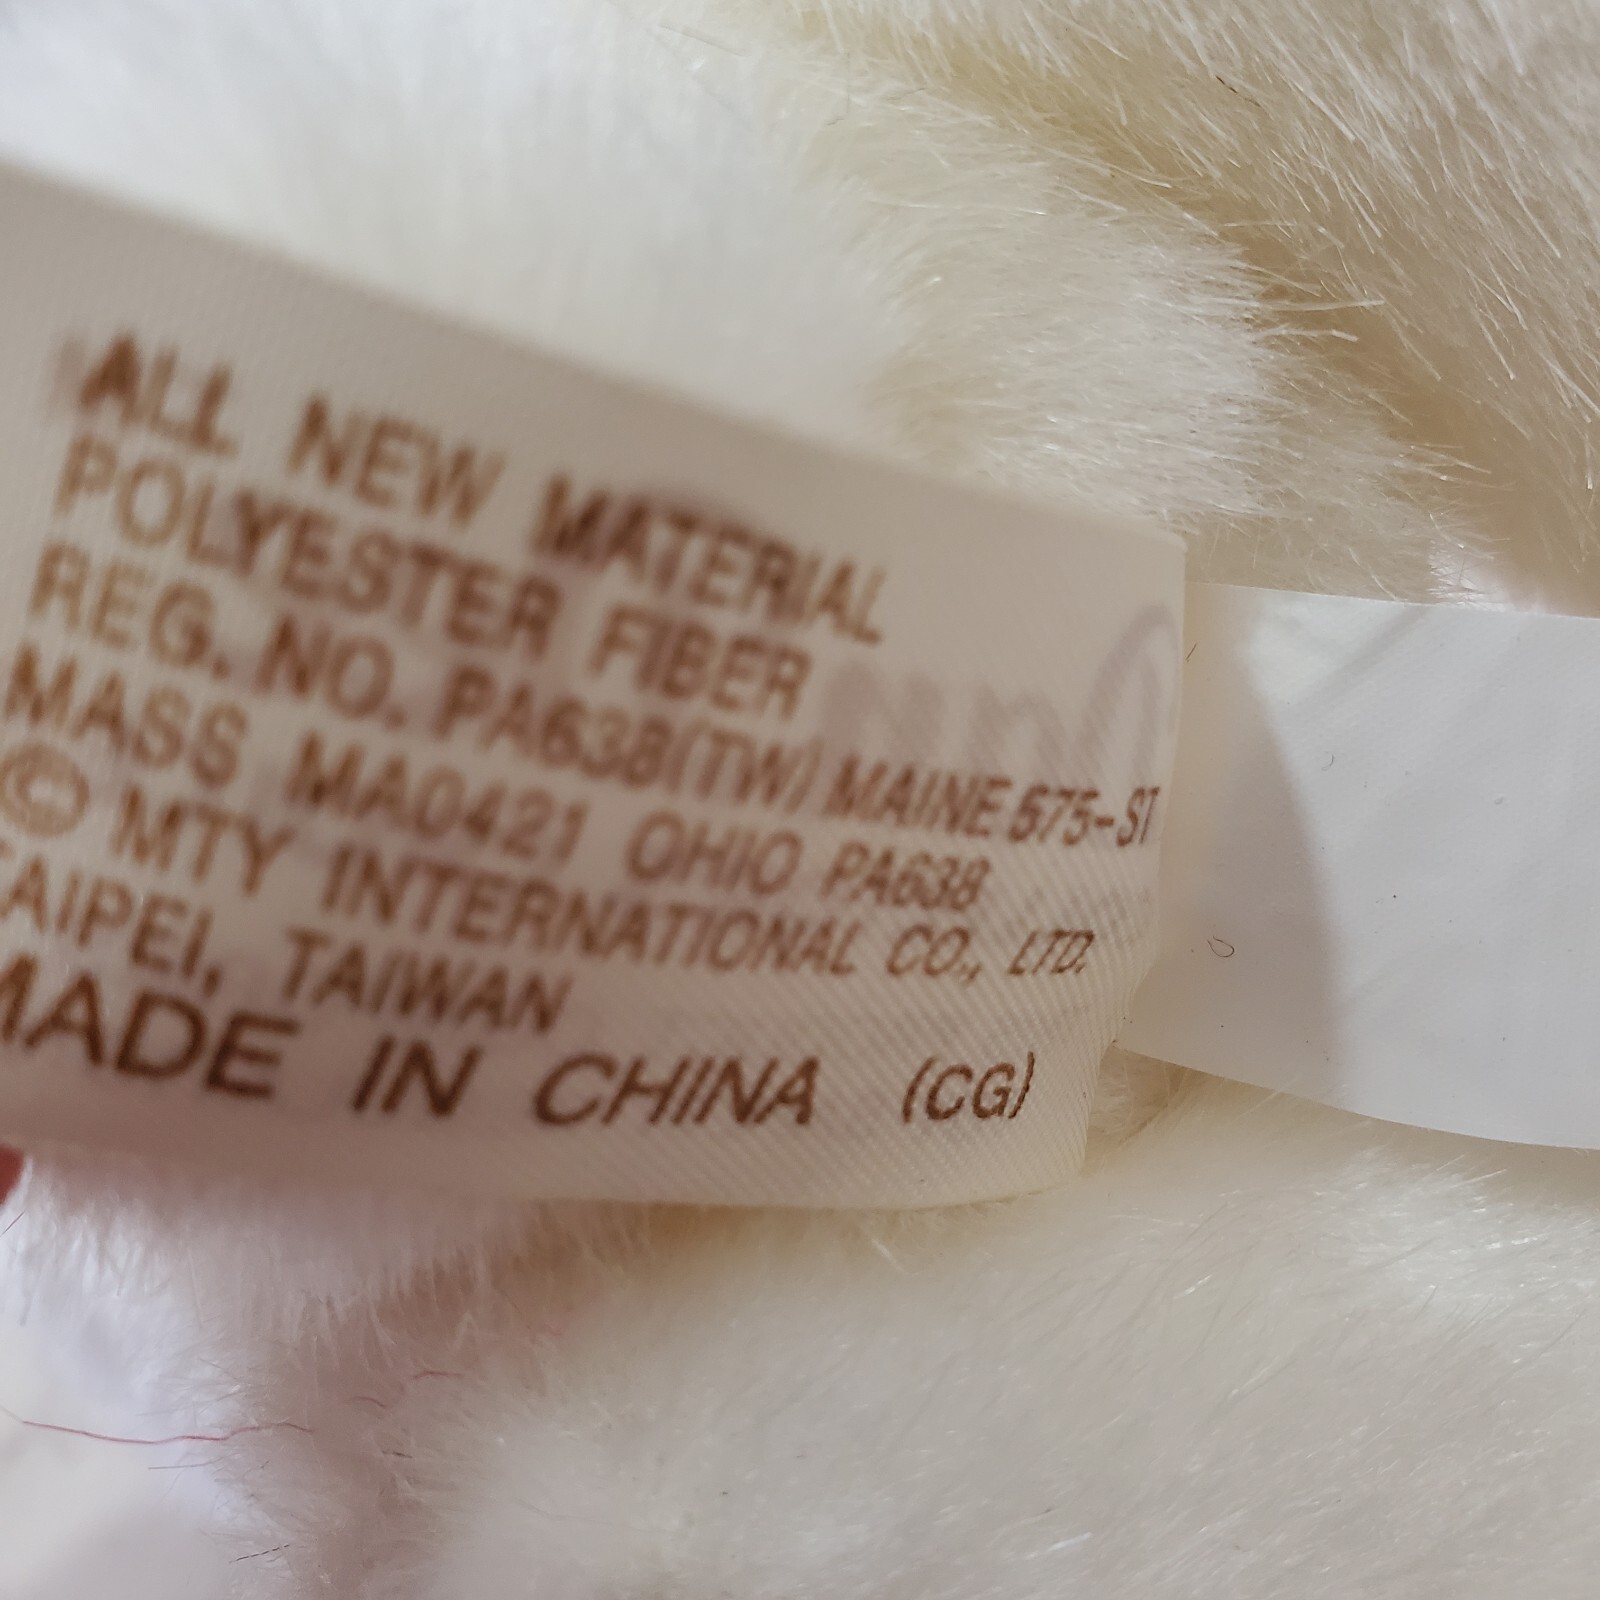 ALL NEW MATERIAL
POLYESTER FIBER
REG. NO. PA638(TW) MAINE 575-ST
MASS MA0421 OHIO PA638
© MTY INTERNATIONAL CO., LTD.
TAIPEI, TAIWAN
MADE IN CHINA (CG)